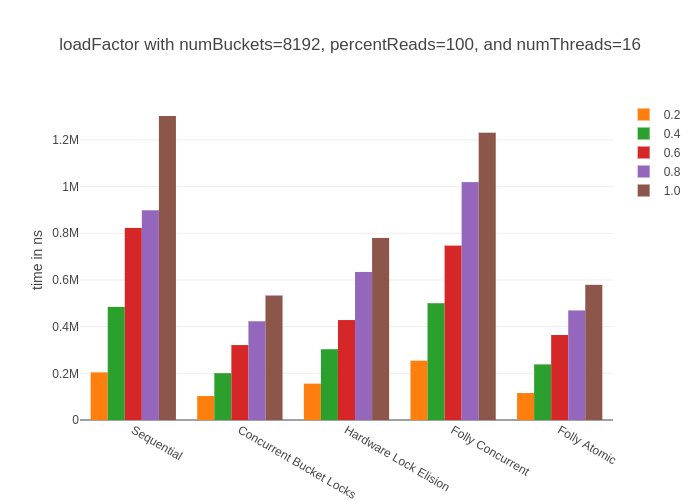 loadFactor with numBuckets=8192, percentReads=100, and numThreads=16
0.2
0.4
0.6
0.8
1.0
time in ns
1.2M
1M
0.8M
0.6M
0.4M
0.2M
0
Sequential
Concurrent Bucket Locks
Hardware Lock Elision
Folly Concurrent
Folly Atomic